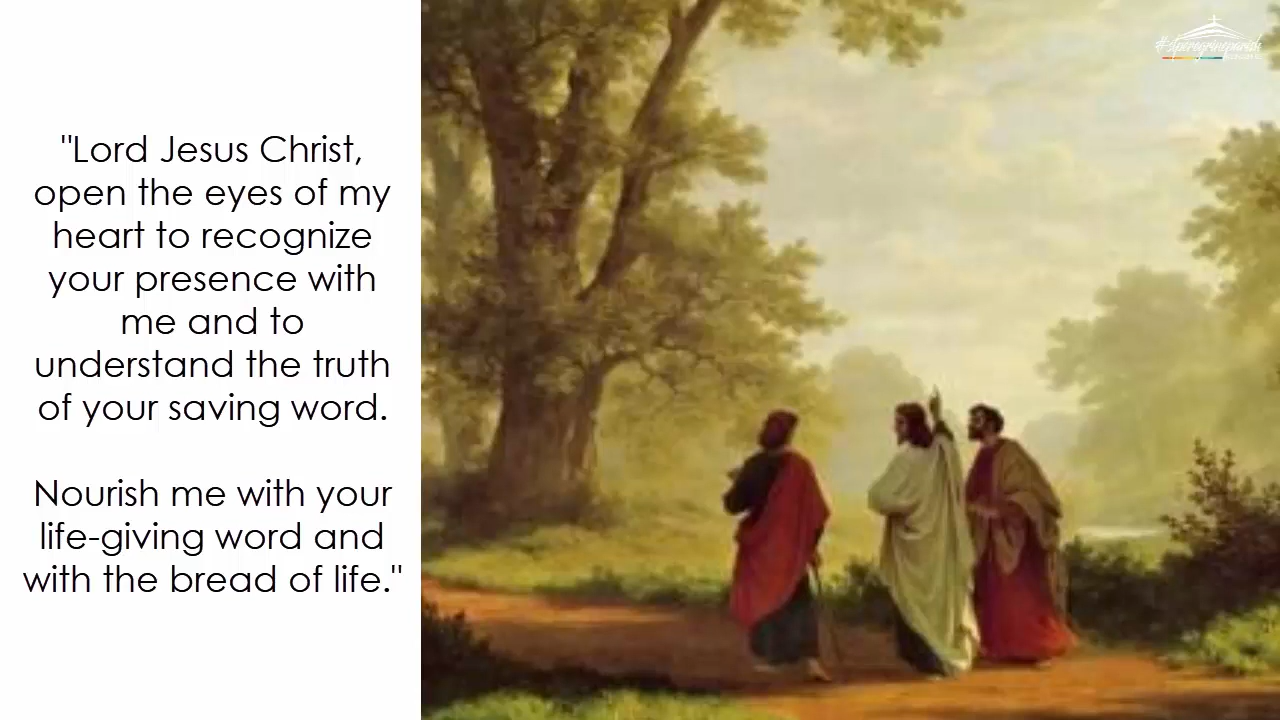 "Lord Jesus Christ,
open the eyes of my
heart to recognize
your presence with
me and to
understand the truth
of your saving word.
Nourish me with your
life-giving word and
with the bread of life."
#stperegrineparish